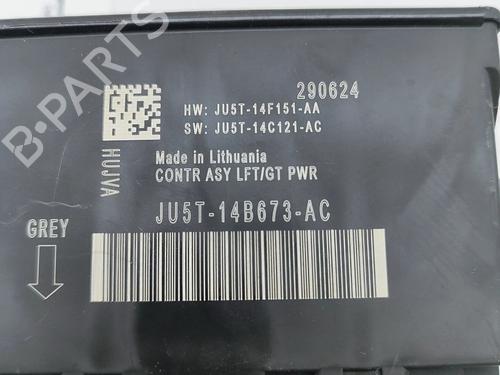 290624
HW: JU5T-14F151-AA
SW: JU5T-14C121-AC
HUJVA
Made in Lithuania
CONTR ASY LFT/GT PWR
GREY
JU5T-14B673-AC
B-PARTS